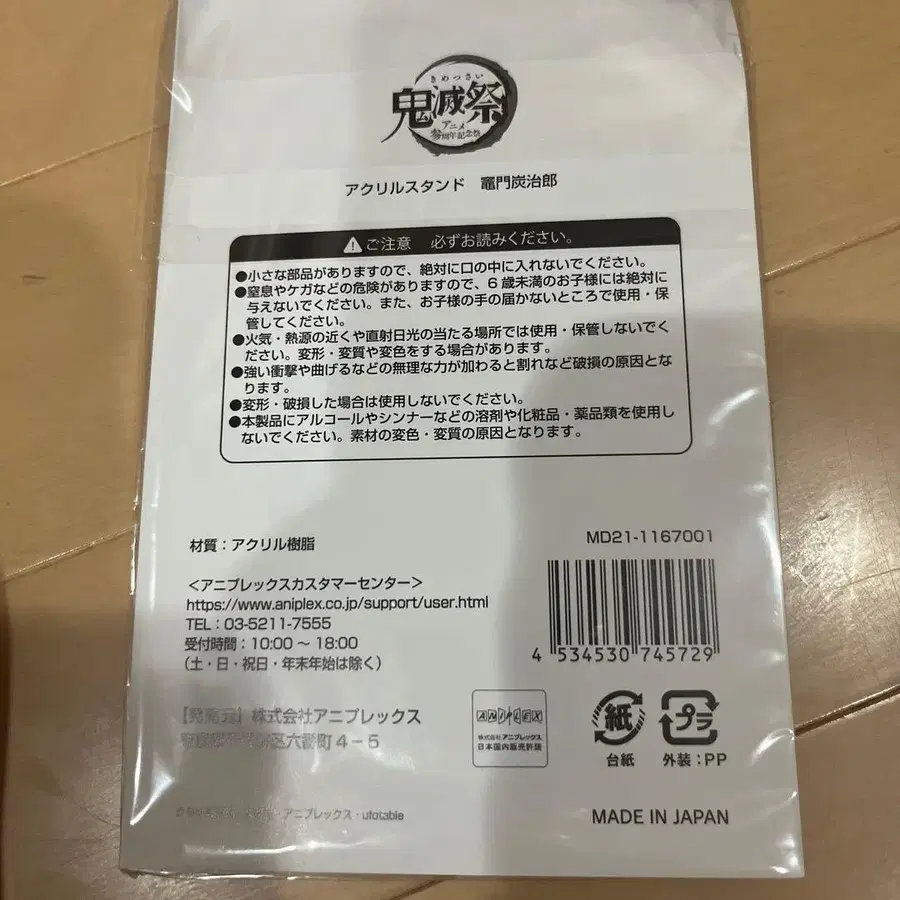 きめつさい
鬼滅祭
アニメ
参周年記念祭
アクリルスタンド 竈門炭治郎
ご注意 必ずお読みください。
●小さな部品がありますので、絶対に口の中に入れないでください。
●窒息やケガなどの危険がありますので、6歳未満のお子様には絶対に
与えないでください。また、お子様の手の届かないところで使用・保
管してください。
●火気・熱源の近くや直射日光の当たる場所では使用・保管しないでく
ださい。変形・変質や変色をする場合があります。
●強い衝撃や曲げるなどの無理な力が加わると割れなど破損の原因とな
ります。
●変形・破損した場合は使用しないでください。
●本製品にアルコールやシンナーなどの溶剤や化粧品・薬品類を使用し
ないでください。素材の変色・変質の原因となります。
材質：アクリル樹脂
MD21-1167001
＜アニプレックスカスタマーセンター＞
https://www.aniplex.co.jp/support/user.html
TEL：03-5211-7555
受付時間：10:00～18:00
（土・日・祝日・年末年始は除く）
4 534530 745729
【発売元】株式会社アニプレックス
区六番町4－5
ANIPLEX
株式会社アニプレックス
日本国内販売許諾
紙
台紙
プラ
外装：PP
・アニプレックス・ufotable
MADE IN JAPAN